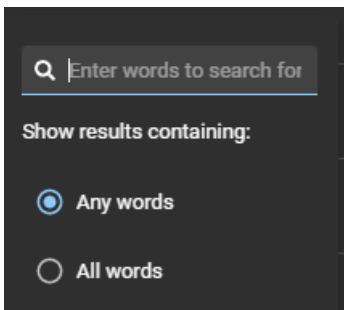 Enter words to search for
Show results containing:
Any words
All words